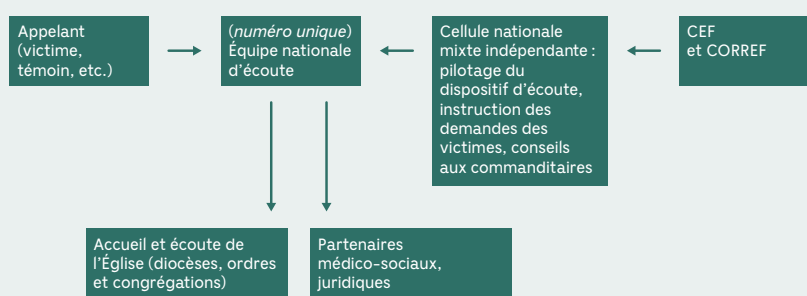 Appelant
(victime,
témoin, etc.)
(numéro unique)
Équipe nationale
d'écoute
Cellule nationale
mixte indépendante :
pilotage du
dispositif d'écoute,
instruction des
demandes des
victimes, conseils
aux commanditaires
CEF
et CORREF
Accueil et écoute de
l'Église (diocèses, ordres
et congrégations)
Partenaires
médico-sociaux,
juridiques